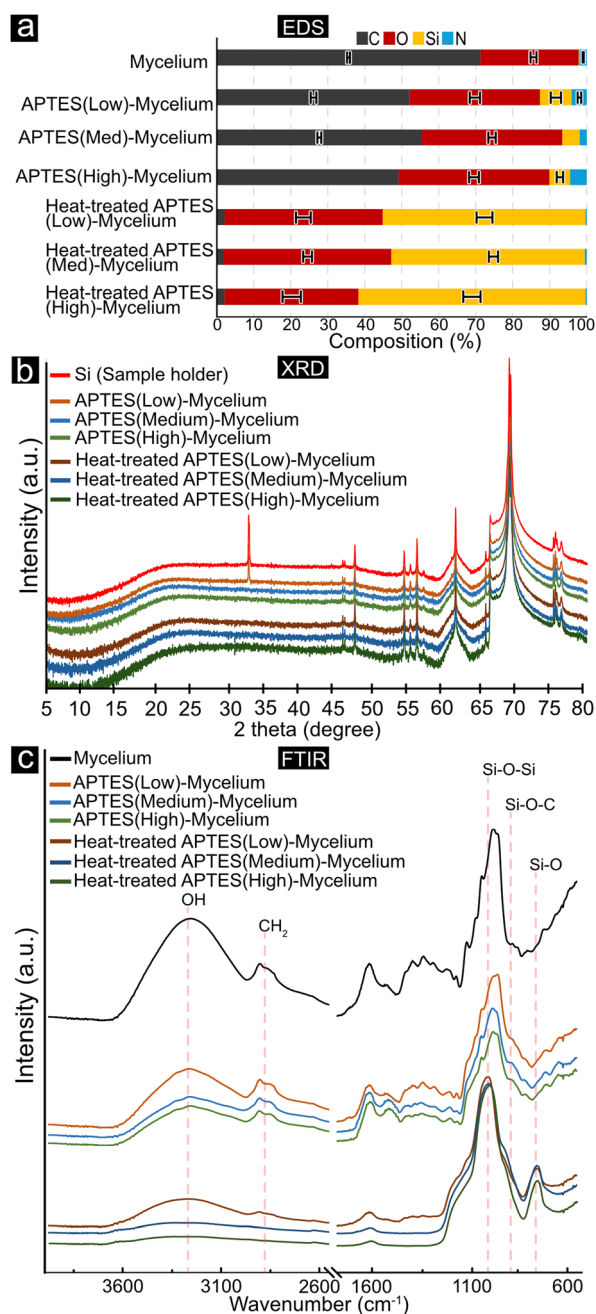 a
EDS
C O Si N
Mycelium
APTES(Low)-Mycelium
APTES(Med)-Mycelium
APTES(High)-Mycelium
Heat-treated APTES
(Low)-Mycelium
Heat-treated APTES
(Med)-Mycelium
Heat-treated APTES
(High)-Mycelium
0 10 20 30 40 50 60 70 80 90 100
Composition (%)
b
XRD
Si (Sample holder)
APTES(Low)-Mycelium
APTES(Medium)-Mycelium
APTES(High)-Mycelium
Heat-treated APTES(Low)-Mycelium
Heat-treated APTES(Medium)-Mycelium
Heat-treated APTES(High)-Mycelium
Intensity (a.u.)
5 10 15 20 25 30 35 40 45 50 55 60 65 70 75 80
2 theta (degree)
c
FTIR
Mycelium
APTES(Low)-Mycelium
APTES(Medium)-Mycelium
APTES(High)-Mycelium
Heat-treated APTES(Low)-Mycelium
Heat-treated APTES(Medium)-Mycelium
Heat-treated APTES(High)-Mycelium
Si-O-Si
Si-O-C
Si-O
OH
CH₂
Intensity (a.u.)
3600 3100 2600 1600 1100 600
Wavenumber (cm⁻¹)